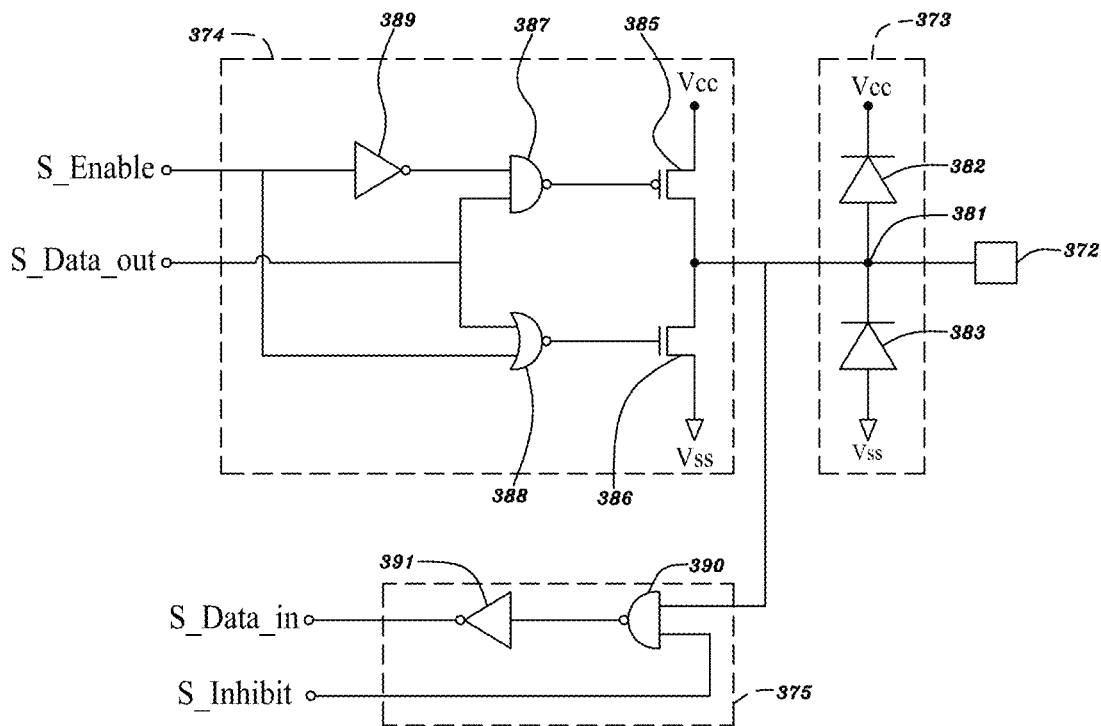 389
387
385
373
374
Vcc
Vcc
S_Enable
382
381
S_Data_out
372
383
Vss
Vss
388
386
391
390
S_Data_in
S_Inhibit
375